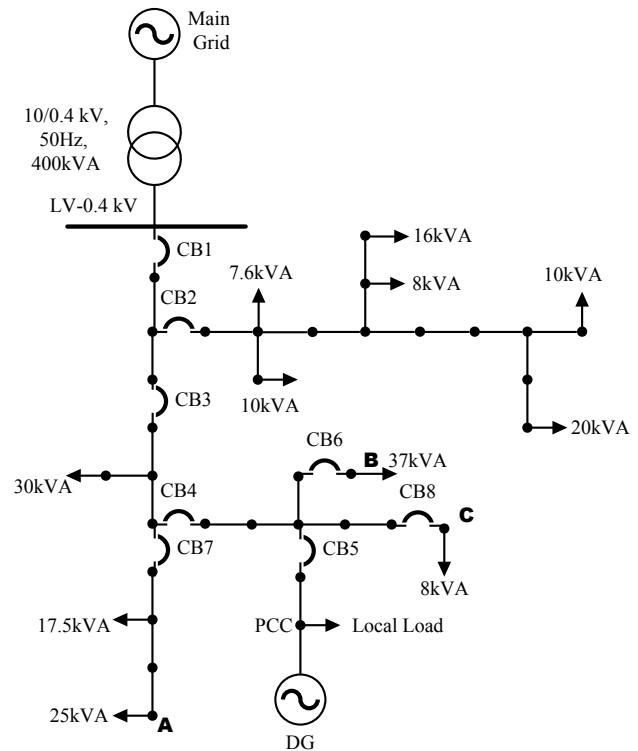 Main
Grid
10/0.4 kV,
50Hz,
400kVA
LV-0.4 kV
CB1
16kVA
CB2
7.6kVA
8kVA
10kVA
10kVA
CB3
20kVA
CB6
B
37kVA
30kVA
CB4
CB8
C
CB7
CB5
8kVA
17.5kVA
PCC
Local Load
25kVA
A
DG